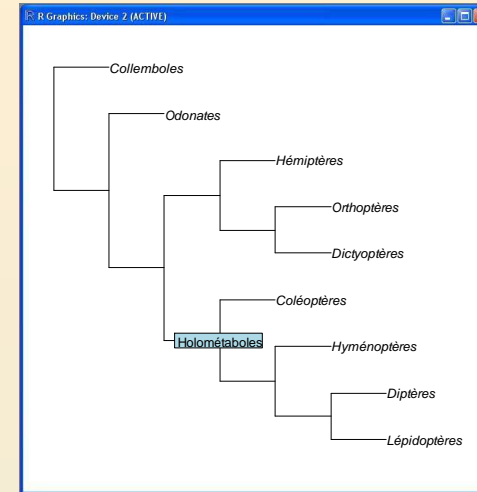 R Graphics: Device 2 (ACTIVE)
Collemboles
Odonates
Hémiptères
Orthoptères
Dictyoptères
Coléoptères
Holométaboles
Hyménoptères
Diptères
Lépidoptères